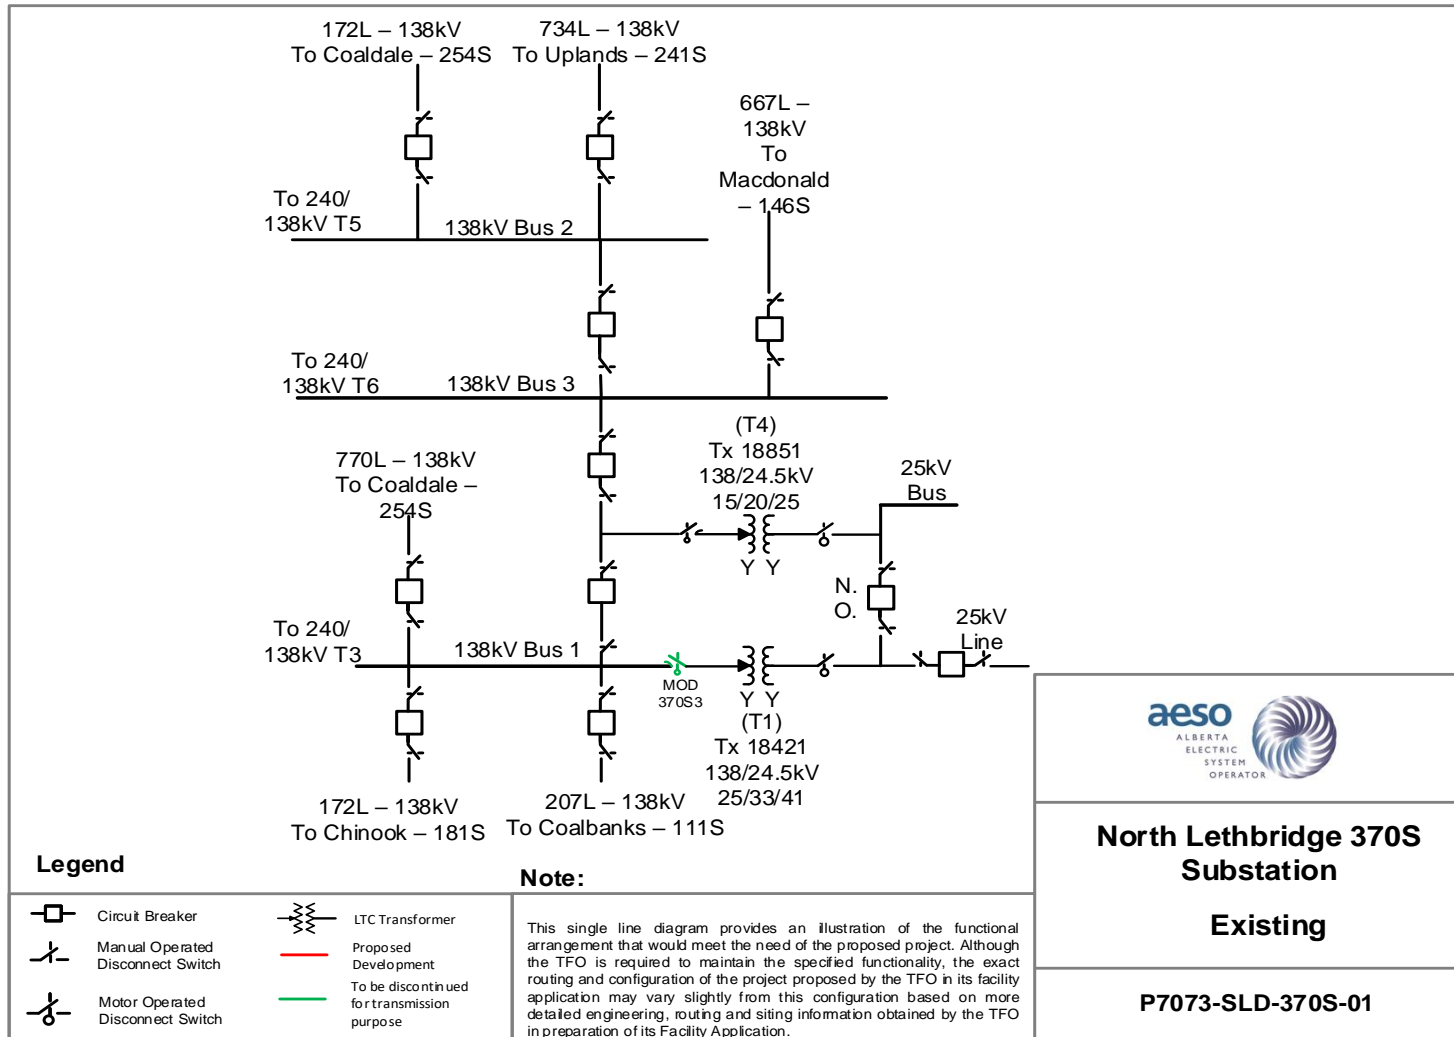 172L – 138kV
To Coaldale – 254S
734L – 138kV
To Uplands – 241S
667L –
138kV
To
Macdonald
– 146S
To 240/
138kV T5
138kV Bus 2
To 240/
138kV T6
138kV Bus 3
(T4)
Tx 18851
138/24.5kV
15/20/25
770L – 138kV
To Coaldale –
254S
25kV
Bus
Y Y
N.
O.
25kV
Line
To 240/
138kV T3
138kV Bus 1
MOD
370S3
Y Y
(T1)
Tx 18421
138/24.5kV
25/33/41
172L – 138kV
To Chinook – 181S
207L – 138kV
To Coalbanks – 111S
aeso
ALBERTA
ELECTRIC
SYSTEM
OPERATOR
North Lethbridge 370S
Substation
Existing
P7073-SLD-370S-01
Legend
Circuit Breaker
Manual Operated
Disconnect Switch
Motor Operated
Disconnect Switch
LTC Transformer
Proposed
Development
To be discontinued
for transmission
purpose
Note:
This single line diagram provides an illustration of the functional
arrangement that would meet the need of the proposed project. Although
the TFO is required to maintain the specified functionality, the exact
routing and configuration of the project proposed by the TFO in its facility
application may vary slightly from this configuration based on more
detailed engineering, routing and siting information obtained by the TFO
in preparation of its Facility Application.